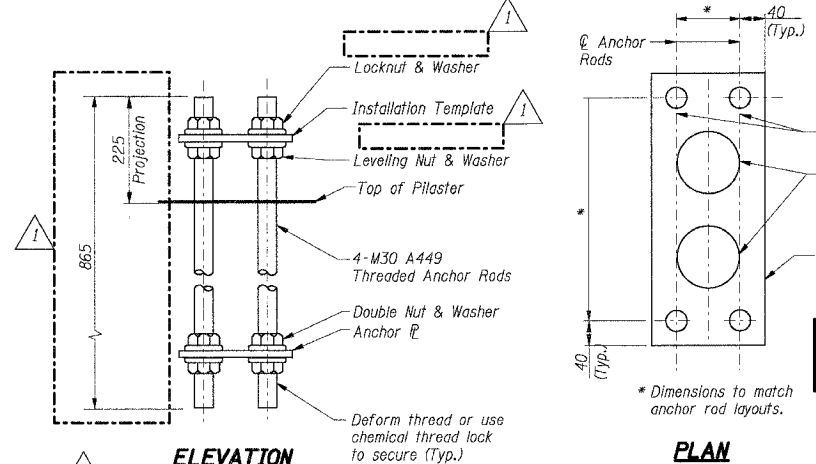 1
Locknut & Washer
Installation Template
1
Leveling Nut & Washer
Top of Pilaster
225
Projection
1
865
4-M30 A449
Threaded Anchor Rods
Double Nut & Washer
Anchor ⅊
Deform thread or use
chemical thread lock
to secure (Typ.)
ELEVATION
*
40
(Typ.)
℄ Anchor
Rods
*
40
(Typ.)
* Dimensions to match
anchor rod layouts.
PLAN